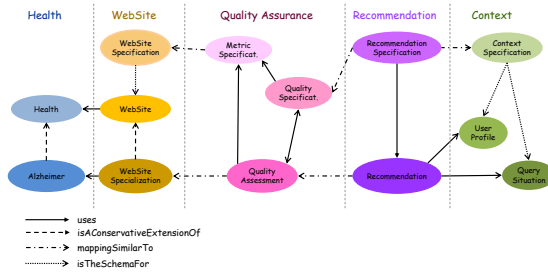 Health
WebSite
Quality Assurance
Recommendation
Context
WebSite
Specification
Metric
Specificat.
Recommendation
Specification
Context
Specification
Quality
Specificat.
Health
WebSite
User
Profile
Alzheimer
WebSite
Specialization
Quality
Assessment
Recommendation
Query
Situation
uses
isAConservativeExtensionOf
mappingSimilarTo
isTheSchemaFor